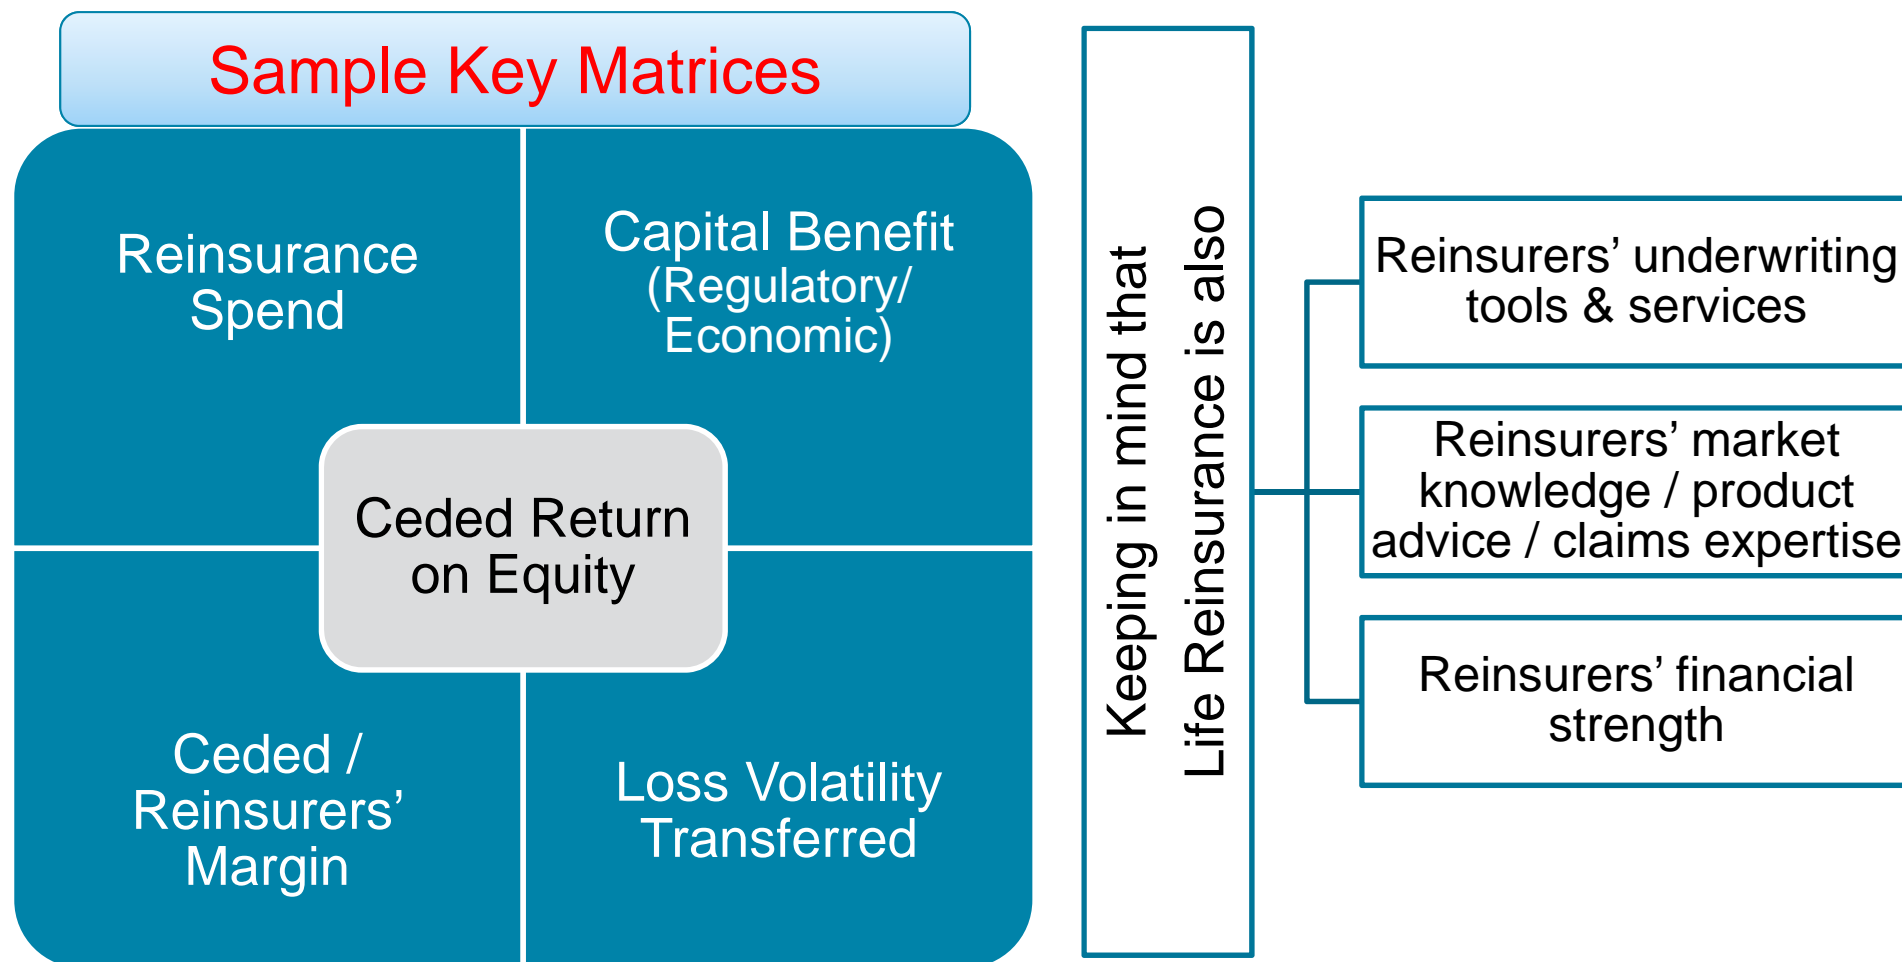 Sample Key Matrices
Reinsurance
Spend
Capital Benefit
(Regulatory/
Economic)
Ceded Return
on Equity
Ceded /
Reinsurers’
Margin
Loss Volatility
Transferred
Keeping in mind that
Life Reinsurance is also
Reinsurers’ underwriting
tools & services
Reinsurers’ market
knowledge / product
advice / claims expertise
Reinsurers’ financial
strength